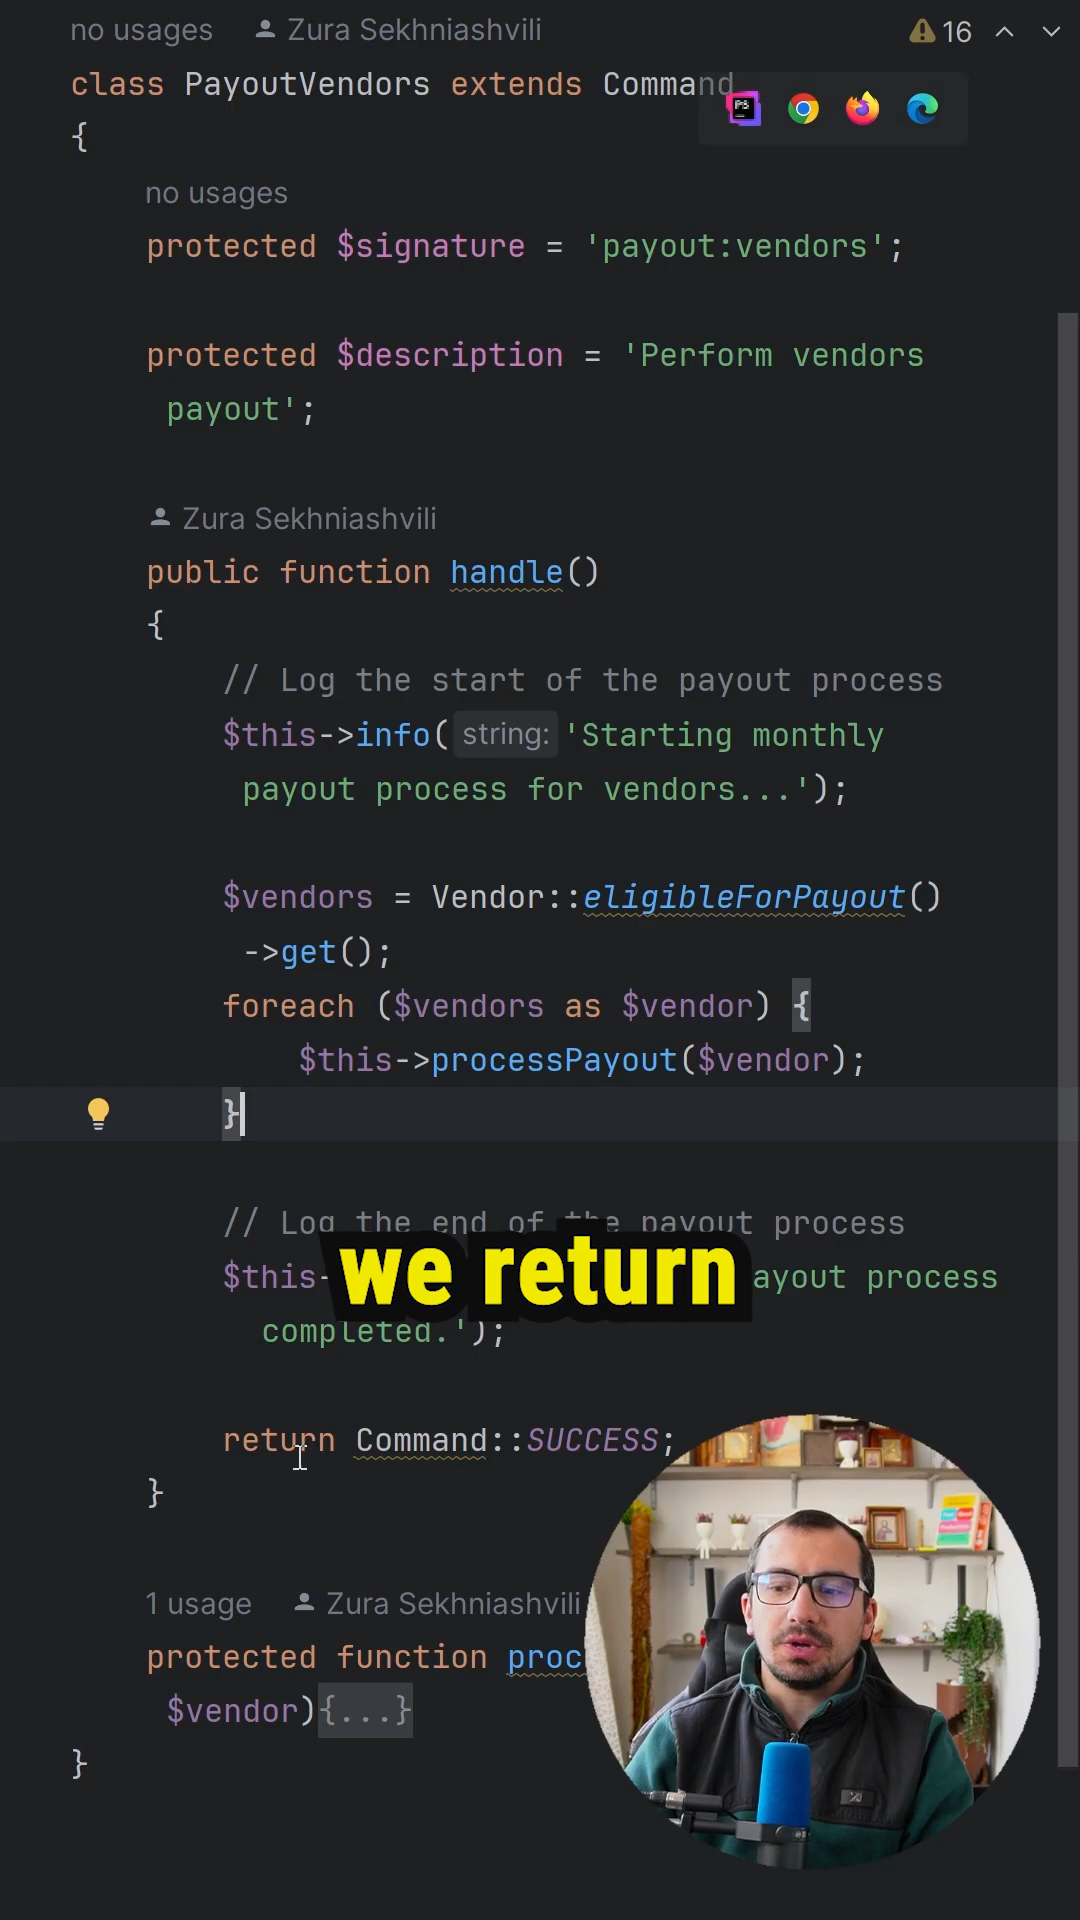 no usages Zura Sekhniashvili 16
class PayoutVendors extends Command
{
no usages
protected $signature = 'payout:vendors';
protected $description = 'Perform vendors
payout';
Zura Sekhniashvili
public function handle()
{
// Log the start of the payout process
$this->info( string: 'Starting monthly
payout process for vendors...');
$vendors = Vendor::eligibleForPayout()
->get();
foreach ($vendors as $vendor) {
$this->processPayout($vendor);
}
// Log the end of the payout process
$this- ayout process
we return
completed.');
return Command::SUCCESS;
}
1 usage Zura Sekhniashvili
protected function proc
$vendor){...}
}